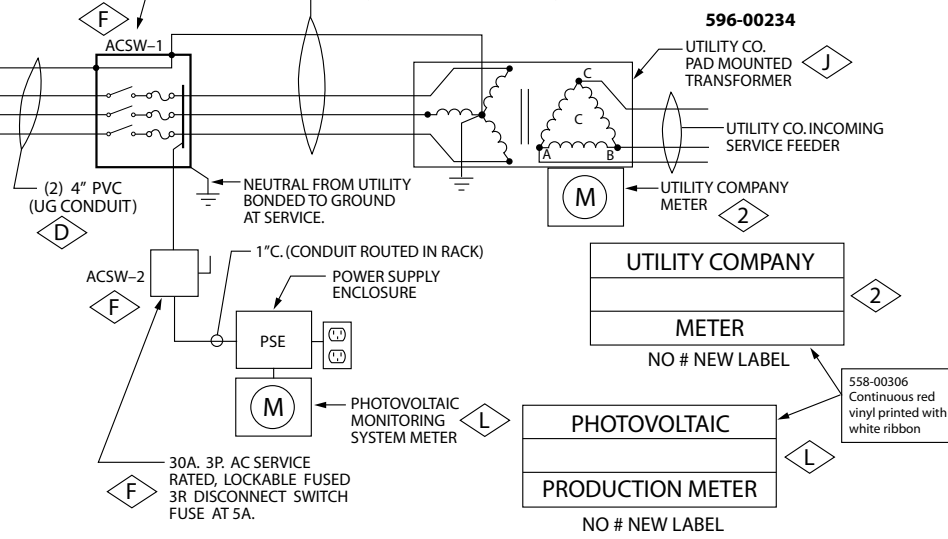 F
ACSW–1
596-00234
UTILITY CO.
PAD MOUNTED
TRANSFORMER
J
C
C
A
B
UTILITY CO. INCOMING
SERVICE FEEDER
(2) 4” PVC
(UG CONDUIT)
D
NEUTRAL FROM UTILITY
BONDED TO GROUND
AT SERVICE.
M
UTILITY COMPANY
METER
2
ACSW–2
F
1”C. (CONDUIT ROUTED IN RACK)
POWER SUPPLY
ENCLOSURE
PSE
UTILITY COMPANY
METER
2
NO # NEW LABEL
558-00306
Continuous red
vinyl printed with
white ribbon
M
PHOTOVOLTAIC
MONITORING
SYSTEM METER
L
PHOTOVOLTAIC
PRODUCTION METER
L
NO # NEW LABEL
F
30A. 3P. AC SERVICE
RATED, LOCKABLE FUSED
3R DISCONNECT SWITCH
FUSE AT 5A.